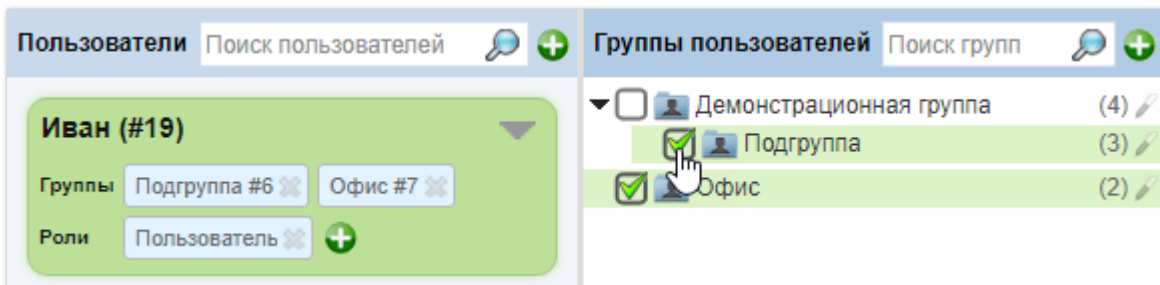 Пользователи Поиск пользователей
Иван (#19)
Группы Подгруппа #6 Офис #7
Роли Пользователь
Группы пользователей Поиск групп
Демонстрационная группа (4)
Подгруппа (3)
Офис (2)